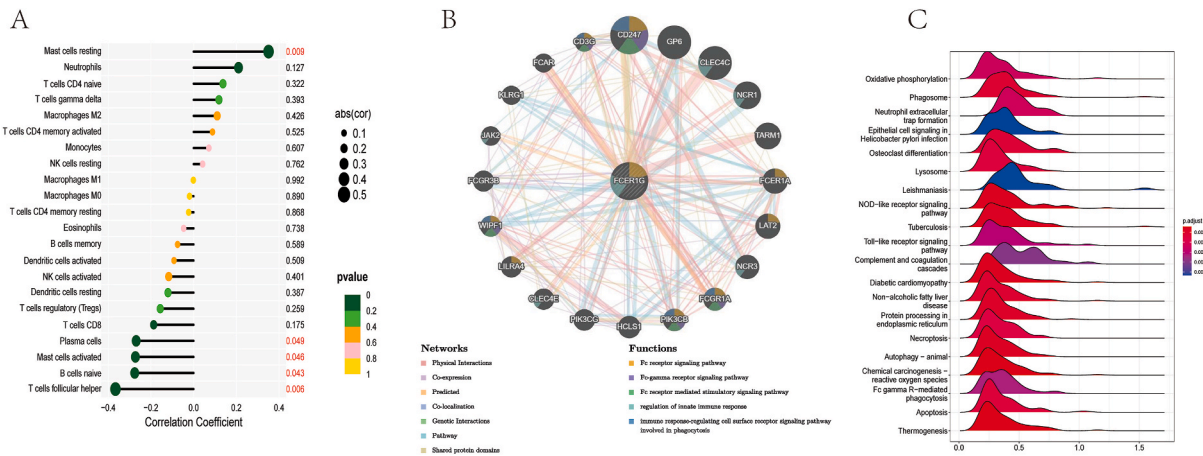 A
Mast cells resting 0.009
Neutrophils 0.127
T cells CD4 naive 0.322
T cells gamma delta 0.393
Macrophages M2 0.426
T cells CD4 memory activated 0.525
Monocytes 0.607
NK cells resting 0.762
Macrophages M1 0.992
Macrophages M0 0.890
T cells CD4 memory resting 0.868
Eosinophils 0.738
B cells memory 0.589
Dendritic cells activated 0.509
NK cells activated 0.401
Dendritic cells resting 0.387
T cells regulatory (Tregs) 0.259
T cells CD8 0.175
Plasma cells 0.049
Mast cells activated 0.046
B cells naive 0.043
T cells follicular helper 0.006
−0.4 −0.2 0.0 0.2 0.4
Correlation Coefficient
abs(cor)
0.1
0.2
0.3
0.4
0.5
pvalue
0
0.2
0.4
0.6
0.8
1
B
CD247
GP6
CLEC4C
NCR1
TARM1
FCER1A
LAT2
NCR3
FCGR1A
PIK3CB
HCLS1
PIK3CG
CLEC4E
LILRA4
WIPF1
FCGR3B
JAK2
KLRG1
FCAR
CD3G
FCER1G
Networks
Physical Interactions
Co-expression
Predicted
Co-localization
Genetic Interactions
Pathway
Shared protein domains
Functions
Fc receptor signaling pathway
Fc-gamma receptor signaling pathway
Fc receptor mediated stimulatory signaling pathway
regulation of innate immune response
immune response-regulating cell surface receptor signaling pathway
involved in phagocytosis
C
Oxidative phosphorylation
Phagosome
Neutrophil extracellular
trap formation
Epithelial cell signaling in
Helicobacter pylori infection
Osteoclast differentiation
Lysosome
Leishmaniasis
NOD−like receptor signaling
pathway
Tuberculosis
Toll−like receptor signaling
pathway
Complement and coagulation
cascades
Diabetic cardiomyopathy
Non−alcoholic fatty liver
disease
Protein processing in
endoplasmic reticulum
Necroptosis
Autophagy − animal
Chemical carcinogenesis −
reactive oxygen species
Fc gamma R−mediated
phagocytosis
Apoptosis
Thermogenesis
0.0 0.5 1.0 1.5
p.adjust
0.00
0.00
0.00
0.00